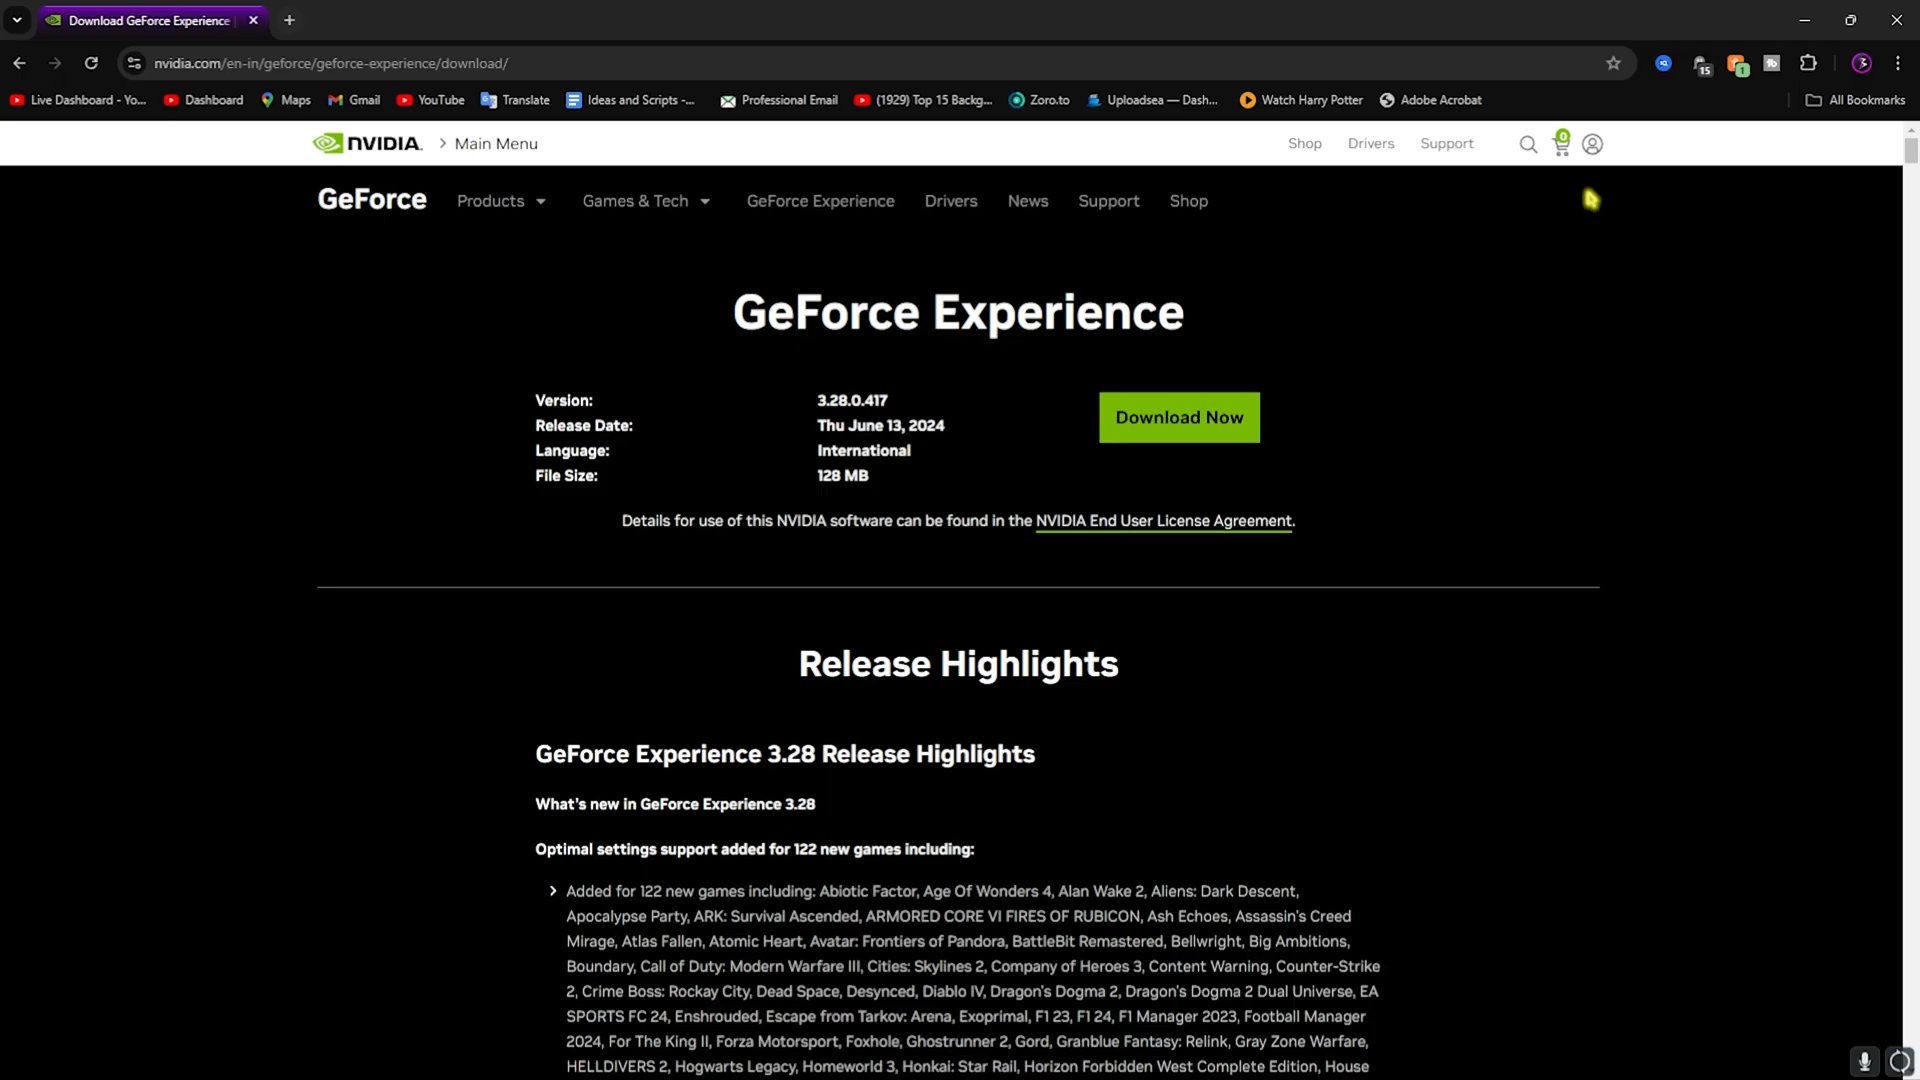 Download GeForce Experience
nvidia.com/en-in/geforce/geforce-experience/download/
15
1
Live Dashboard - Yo...
Dashboard
Maps
Gmail
YouTube
Translate
Ideas and Scripts -...
Professional Email
(1929) Top 15 Backg...
Zoro.to
Uploadsea — Dash...
Watch Harry Potter
Adobe Acrobat
All Bookmarks
NVIDIA.
Main Menu
Shop
Drivers
Support
0
GeForce
Products
Games & Tech
GeForce Experience
Drivers
News
Support
Shop
GeForce Experience
Version: 3.28.0.417
Release Date: Thu June 13, 2024
Language: International
File Size: 128 MB
Download Now
Details for use of this NVIDIA software can be found in the NVIDIA End User License Agreement.
Release Highlights
GeForce Experience 3.28 Release Highlights
What's new in GeForce Experience 3.28
Optimal settings support added for 122 new games including:
Added for 122 new games including: Abiotic Factor, Age Of Wonders 4, Alan Wake 2, Aliens: Dark Descent,
Apocalypse Party, ARK: Survival Ascended, ARMORED CORE VI FIRES OF RUBICON, Ash Echoes, Assassin's Creed
Mirage, Atlas Fallen, Atomic Heart, Avatar: Frontiers of Pandora, BattleBit Remastered, Bellwright, Big Ambitions,
Boundary, Call of Duty: Modern Warfare III, Cities: Skylines 2, Company of Heroes 3, Content Warning, Counter-Strike
2, Crime Boss: Rockay City, Dead Space, Desynced, Diablo IV, Dragon's Dogma 2, Dragon's Dogma 2 Dual Universe, EA
SPORTS FC 24, Enshrouded, Escape from Tarkov: Arena, Exoprimal, F1 23, F1 24, F1 Manager 2023, Football Manager
2024, For The King II, Forza Motorsport, Foxhole, Ghostrunner 2, Gord, Granblue Fantasy: Relink, Gray Zone Warfare,
HELLDIVERS 2, Hogwarts Legacy, Homeworld 3, Honkai: Star Rail, Horizon Forbidden West Complete Edition, House